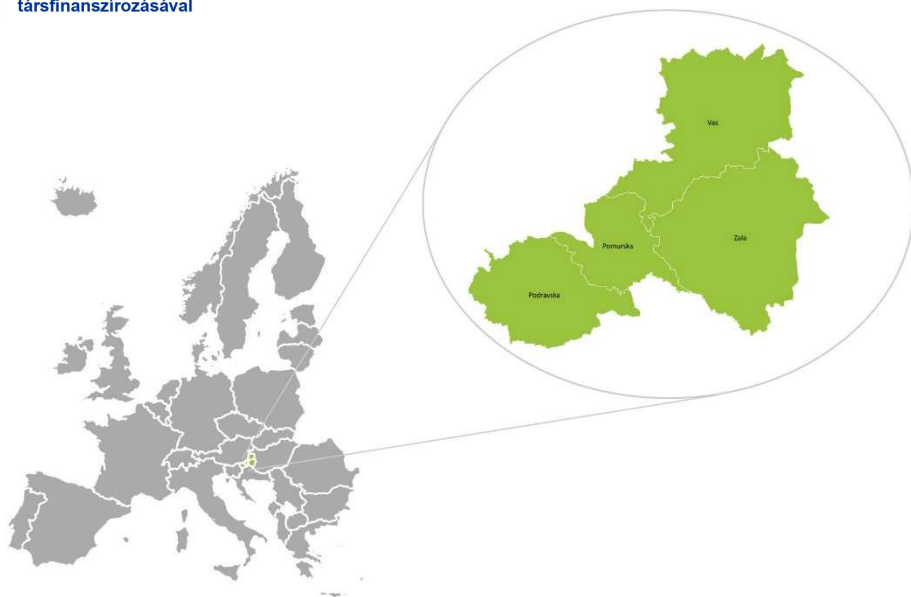 társfinanszírozásával
Vas
Pomurska
Zala
Podravska